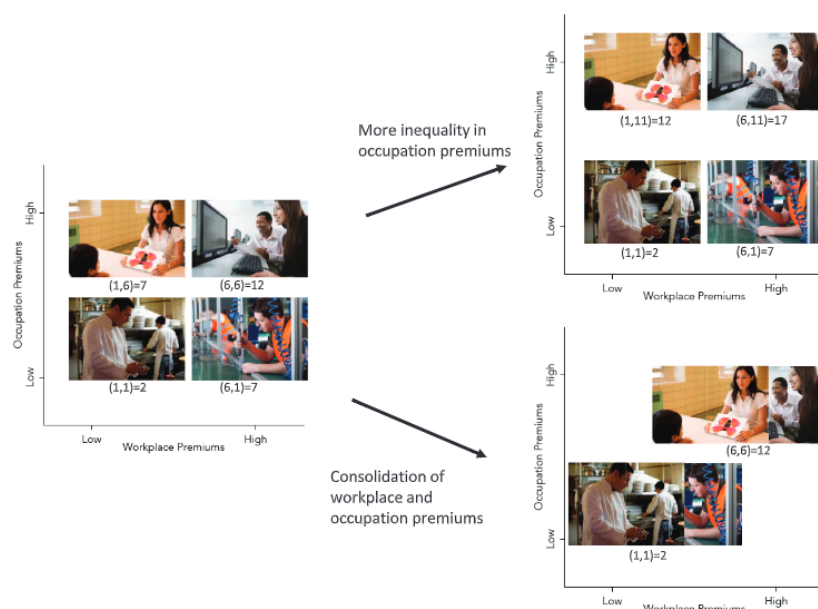 More inequality in
occupation premiums
Occupation Premiums
High
Low
(1,11)=12
(6,11)=17
(1,1)=2
(6,1)=7
Low
High
Workplace Premiums
Occupation Premiums
High
Low
(1,6)=7
(6,6)=12
(1,1)=2
(6,1)=7
Low
High
Workplace Premiums
Consolidation of
workplace and
occupation premiums
Occupation Premiums
High
Low
(6,6)=12
(1,1)=2
Low
High
Workplace Premiums